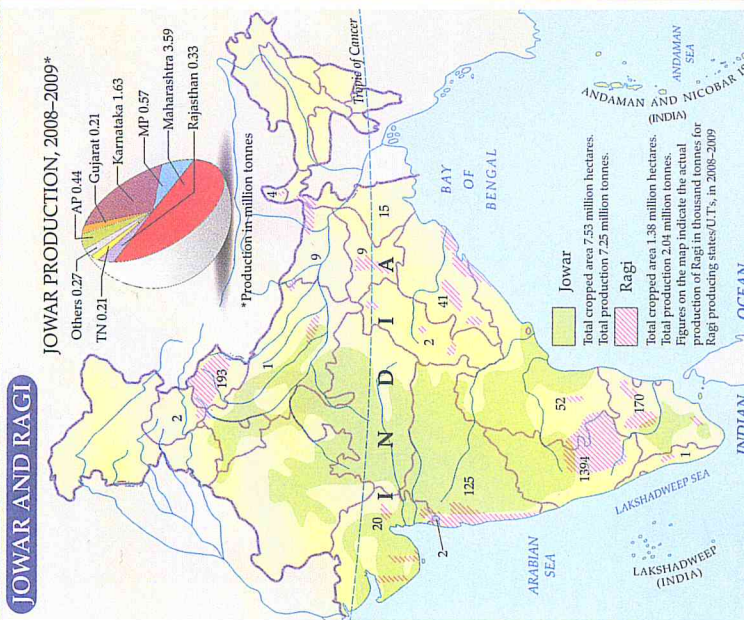 JOWAR AND RAGI
JOWAR PRODUCTION, 2008–2009*
Others 0.27
TN 0.21
AP 0.44
Gujarat 0.21
Karnataka 1.63
MP 0.57
Maharashtra 3.59
Rajasthan 0.33
*Production in million tonnes
Tropic of Cancer
2
193
1
9
4
9
15
20
2
125
2
41
52
1394
170
1
I N D I A
BAY
OF
BENGAL
ARABIAN
SEA
LAKSHADWEEP SEA
LAKSHADWEEP
(INDIA)
INDIAN
OCEAN
ANDAMAN
SEA
ANDAMAN AND NICOBAR
(INDIA)
Jowar
Total cropped area 7.53 million hectares.
Total production 7.25 million tonnes.
Ragi
Total cropped area 1.38 million hectares.
Total production 2.04 million tonnes.
Figures on the map indicate the actual
production of Ragi in thousand tonnes for
Ragi producing states/U.T's, in 2008–2009